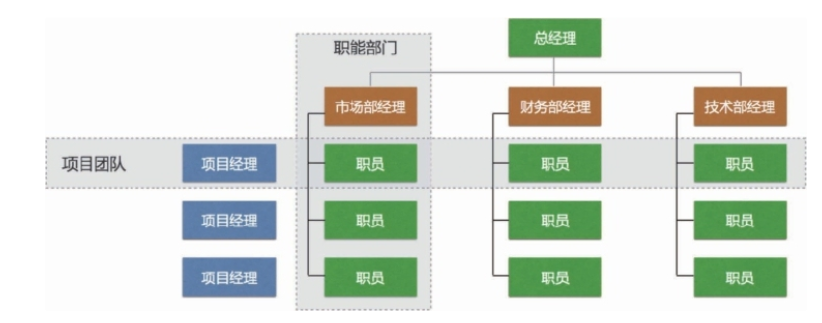 总经理
职能部门
市场部经理 财务部经理 技术部经理
项目团队 项目经理 职员 职员 职员
项目经理 职员 职员 职员
项目经理 职员 职员 职员